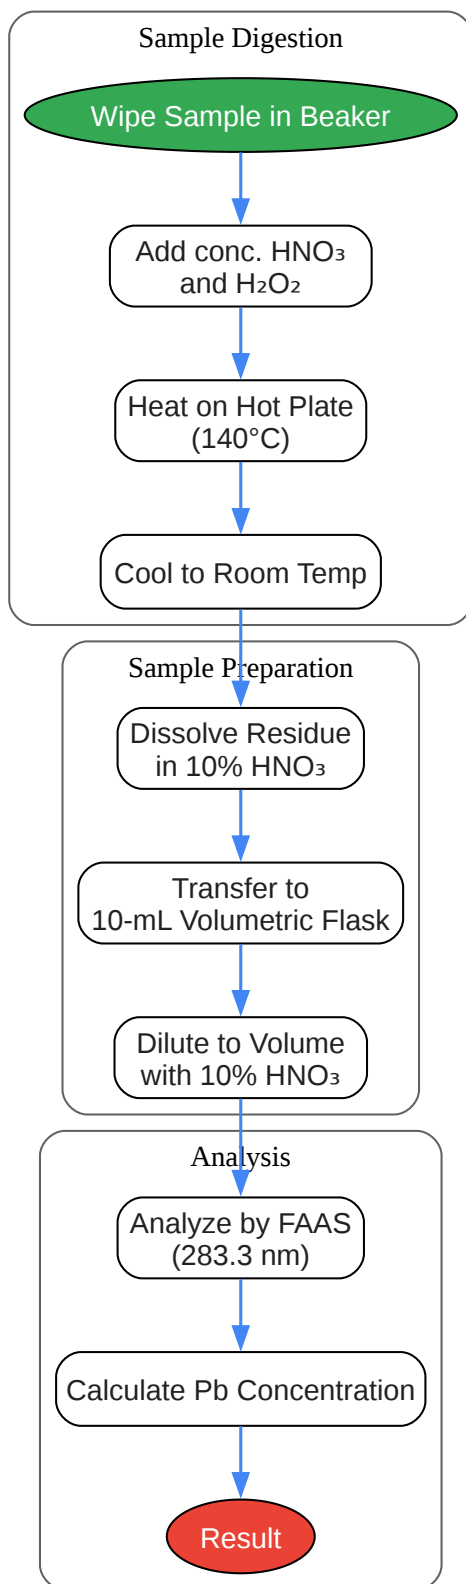 Sample Digestion
Wipe Sample in Beaker
Add conc. HNO₃
and H₂O₂
Heat on Hot Plate
(140°C)
Cool to Room Temp
Sample Preparation
Dissolve Residue
in 10% HNO₃
Transfer to
10-mL Volumetric Flask
Dilute to Volume
with 10% HNO₃
Analysis
Analyze by FAAS
(283.3 nm)
Calculate Pb Concentration
Result